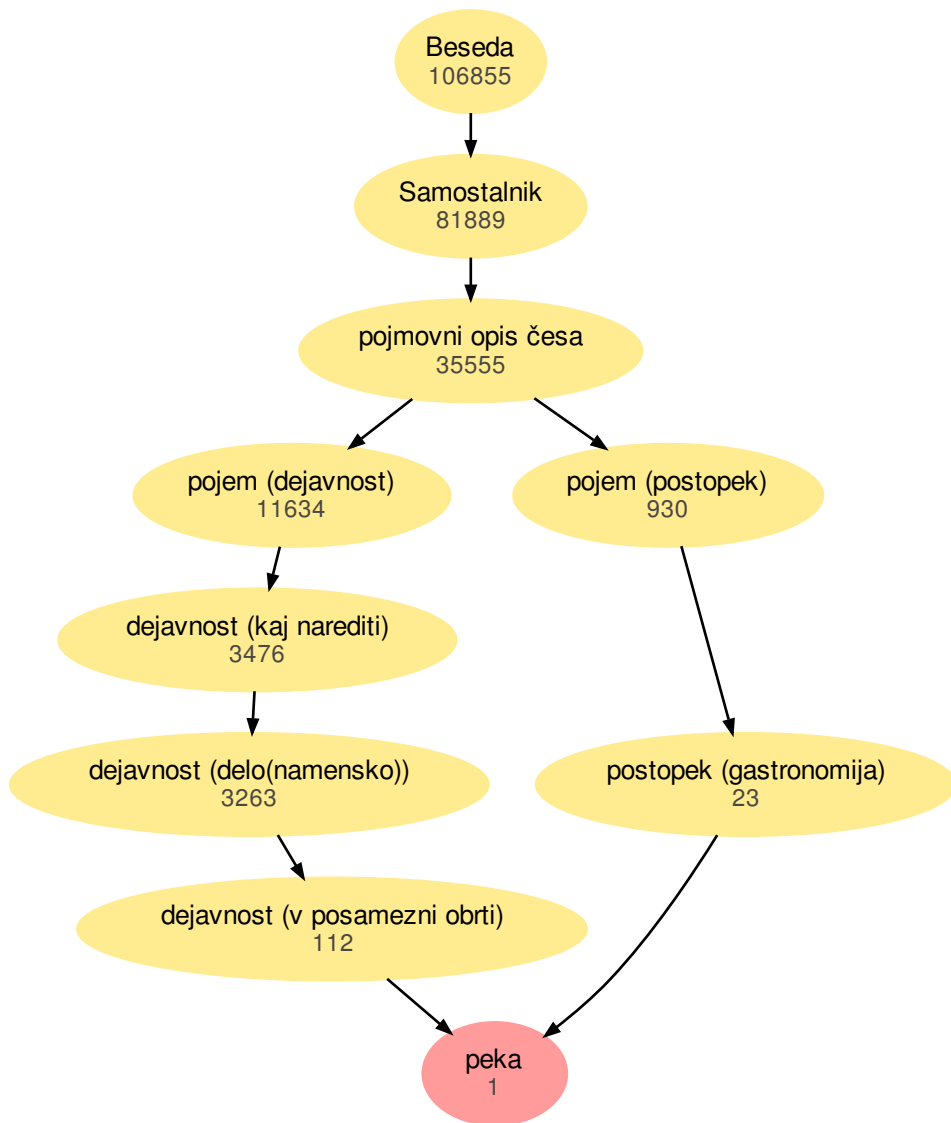 Beseda
106855
Samostalnik
81889
pojmovni opis česa
35555
pojem (dejavnost)
11634
pojem (postopek)
930
dejavnost (kaj narediti)
3476
dejavnost (delo(namensko))
3263
postopek (gastronomija)
23
dejavnost (v posamezni obrti)
112
peka
1